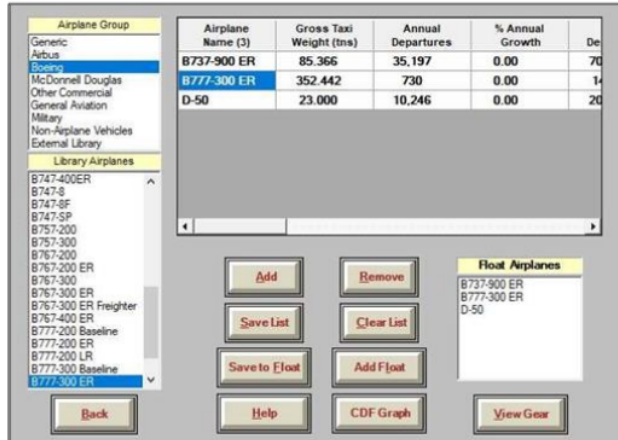 Airplane Group
Generic
Airbus
Boeing
McDonnell Douglas
Other Commercial
General Aviation
Military
Non-Airplane Vehicles
External Library
Library Airplanes
B747-400ER
B747-8
B747-8F
B747-SP
B757-200
B757-300
B767-200
B767-200 ER
B767-300
B767-300 ER
B767-300 ER Freighter
B767-400 ER
B777-200 Baseline
B777-200 ER
B777-200 LR
B777-300 Baseline
B777-300 ER
Back
Airplane Name (3) Gross Taxi Weight (tns) Annual Departures % Annual Growth De
B737-900 ER 85.366 35,197 0.00 70
B777-300 ER 352.442 730 0.00 14
D-50 23.000 10,246 0.00 20
Add Remove
Save List Clear List
Save to Float Add Float
Help CDF Graph
Float Airplanes
B737-900 ER
B777-300 ER
D-50
View Gear